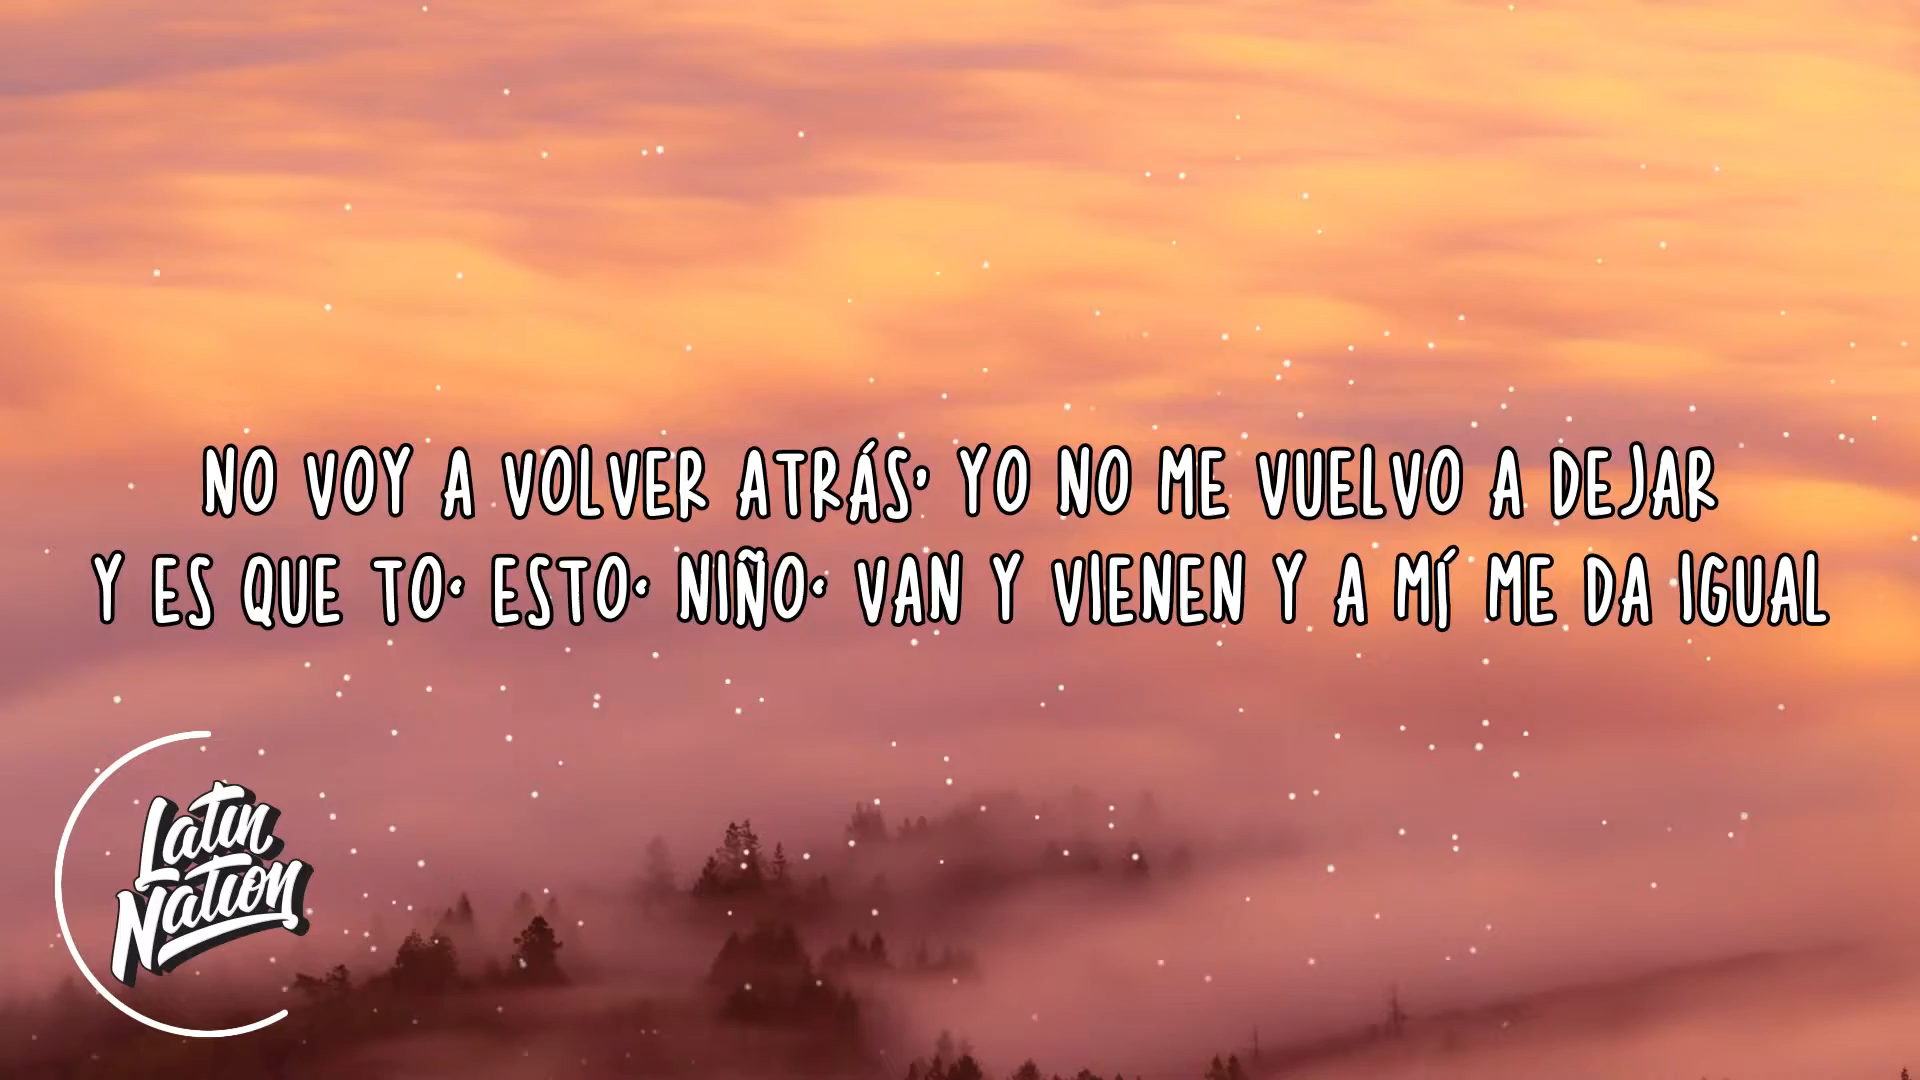 NO VOY A VOLVER ATRÁS, YO NO ME VUELVO A DEJAR
Y ES QUE TO' ESTO' NIÑO' VAN Y VIENEN Y A MÍ ME DA IGUAL
Latin
Nation